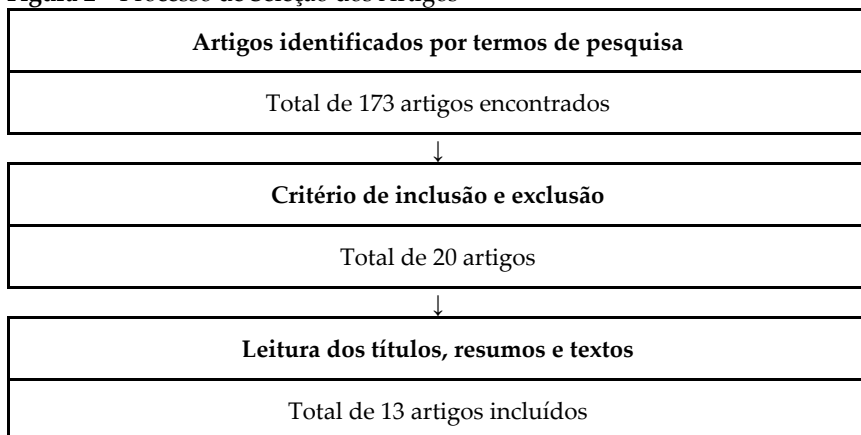 Processo de Seleção dos Artigos
Artigos identificados por termos de pesquisa
Total de 173 artigos encontrados
↓
Critério de inclusão e exclusão
Total de 20 artigos
↓
Leitura dos títulos, resumos e textos
Total de 13 artigos incluídos